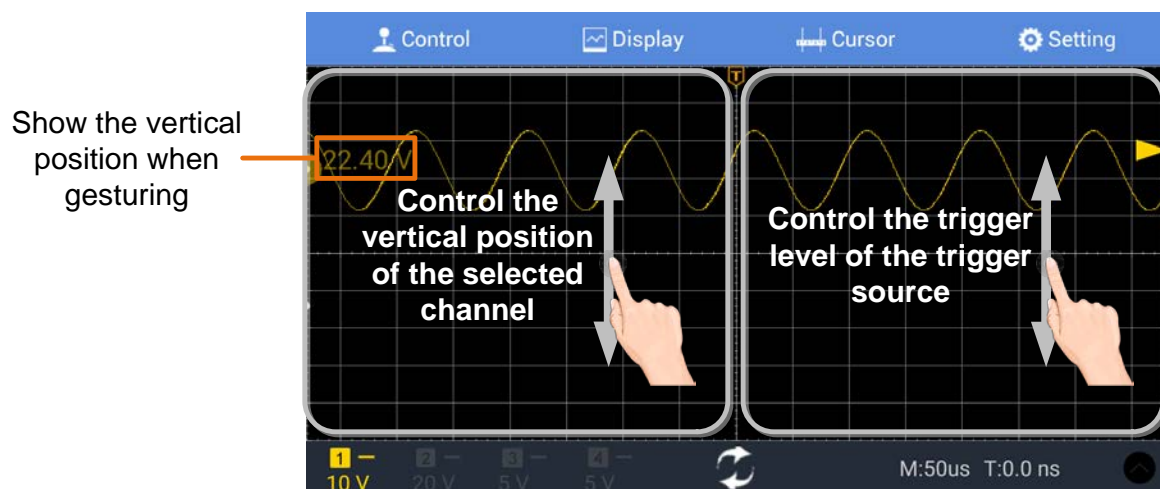 Control Display Cursor Setting
T
Show the vertical
position when
gesturing
22.40 V
Control the
vertical position
of the selected
channel
Control the trigger
level of the trigger
source
1 2 3 4
10 V 20 V 5 V 5 V
M:50us T:0.0 ns